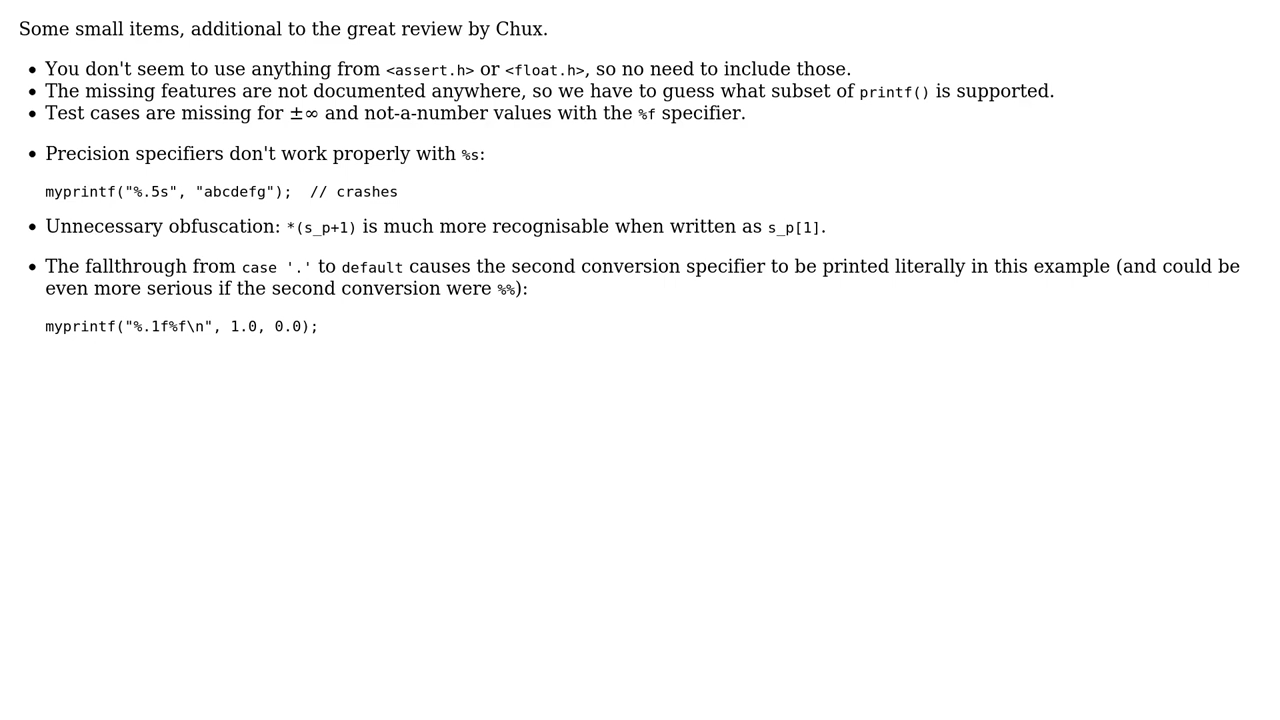 Some small items, additional to the great review by Chux.
• You don't seem to use anything from <assert.h> or <float.h>, so no need to include those.
• The missing features are not documented anywhere, so we have to guess what subset of printf() is supported.
• Test cases are missing for ±∞ and not-a-number values with the %f specifier.
• Precision specifiers don't work properly with %s:
myprintf("%.5s", "abcdefg");  // crashes
• Unnecessary obfuscation: *(s_p+1) is much more recognisable when written as s_p[1].
• The fallthrough from case '.' to default causes the second conversion specifier to be printed literally in this example (and could be
even more serious if the second conversion were %%):
myprintf("%.1f%f\n", 1.0, 0.0);